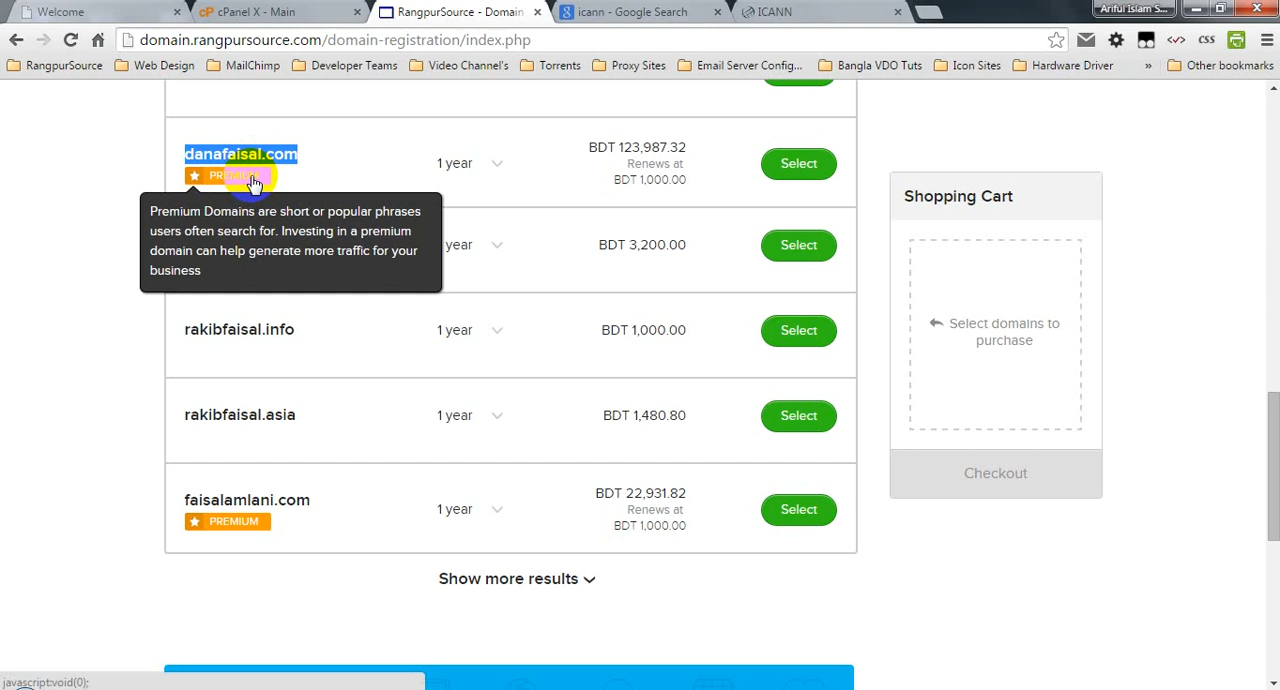 Welcome
cPanel X - Main
RangpurSource - Domain
icann - Google Search
ICANN
Ariful Islam S...
domain.rangpursource.com/domain-registration/index.php
CSS
RangpurSource
Web Design
MailChimp
Developer Teams
Video Channel's
Torrents
Proxy Sites
Email Server Config...
Bangla VDO Tuts
Icon Sites
Hardware Driver
»
Other bookmarks
danafaisal.com
PREMIUM
1 year
BDT 123,987.32
Renews at
BDT 1,000.00
Select
Premium Domains are short or popular phrases
users often search for. Investing in a premium
domain can help generate more traffic for your
business
year
BDT 3,200.00
Select
rakibfaisal.info
1 year
BDT 1,000.00
Select
rakibfaisal.asia
1 year
BDT 1,480.80
Select
faisalamlani.com
PREMIUM
1 year
BDT 22,931.82
Renews at
BDT 1,000.00
Select
Show more results
Shopping Cart
Select domains to
purchase
Checkout
javascript:void(0);